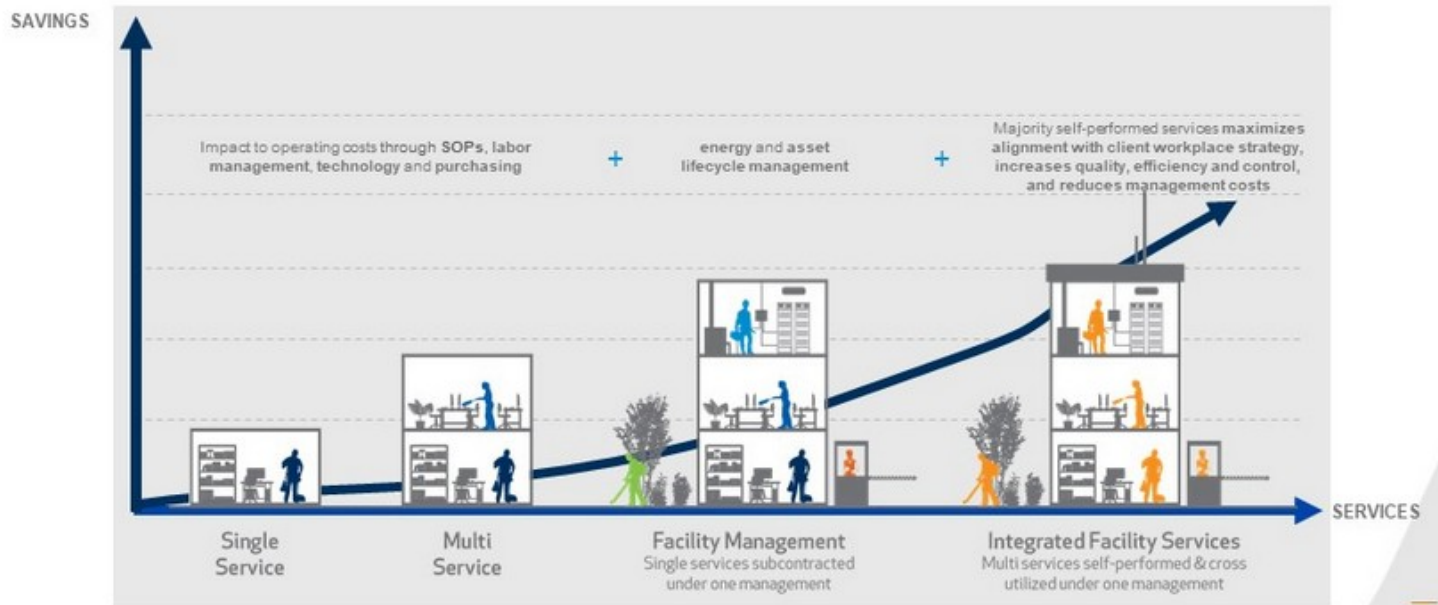 SAVINGS
Impact to operating costs through SOPs, labor
management, technology and purchasing
+
energy and asset
lifecycle management
+
Majority self-performed services maximizes
alignment with client workplace strategy,
increases quality, efficiency and control,
and reduces management costs
SERVICES
Single
Service
Multi
Service
Facility Management
Single services subcontracted
under one management
Integrated Facility Services
Multi services self-performed & cross
utilized under one management